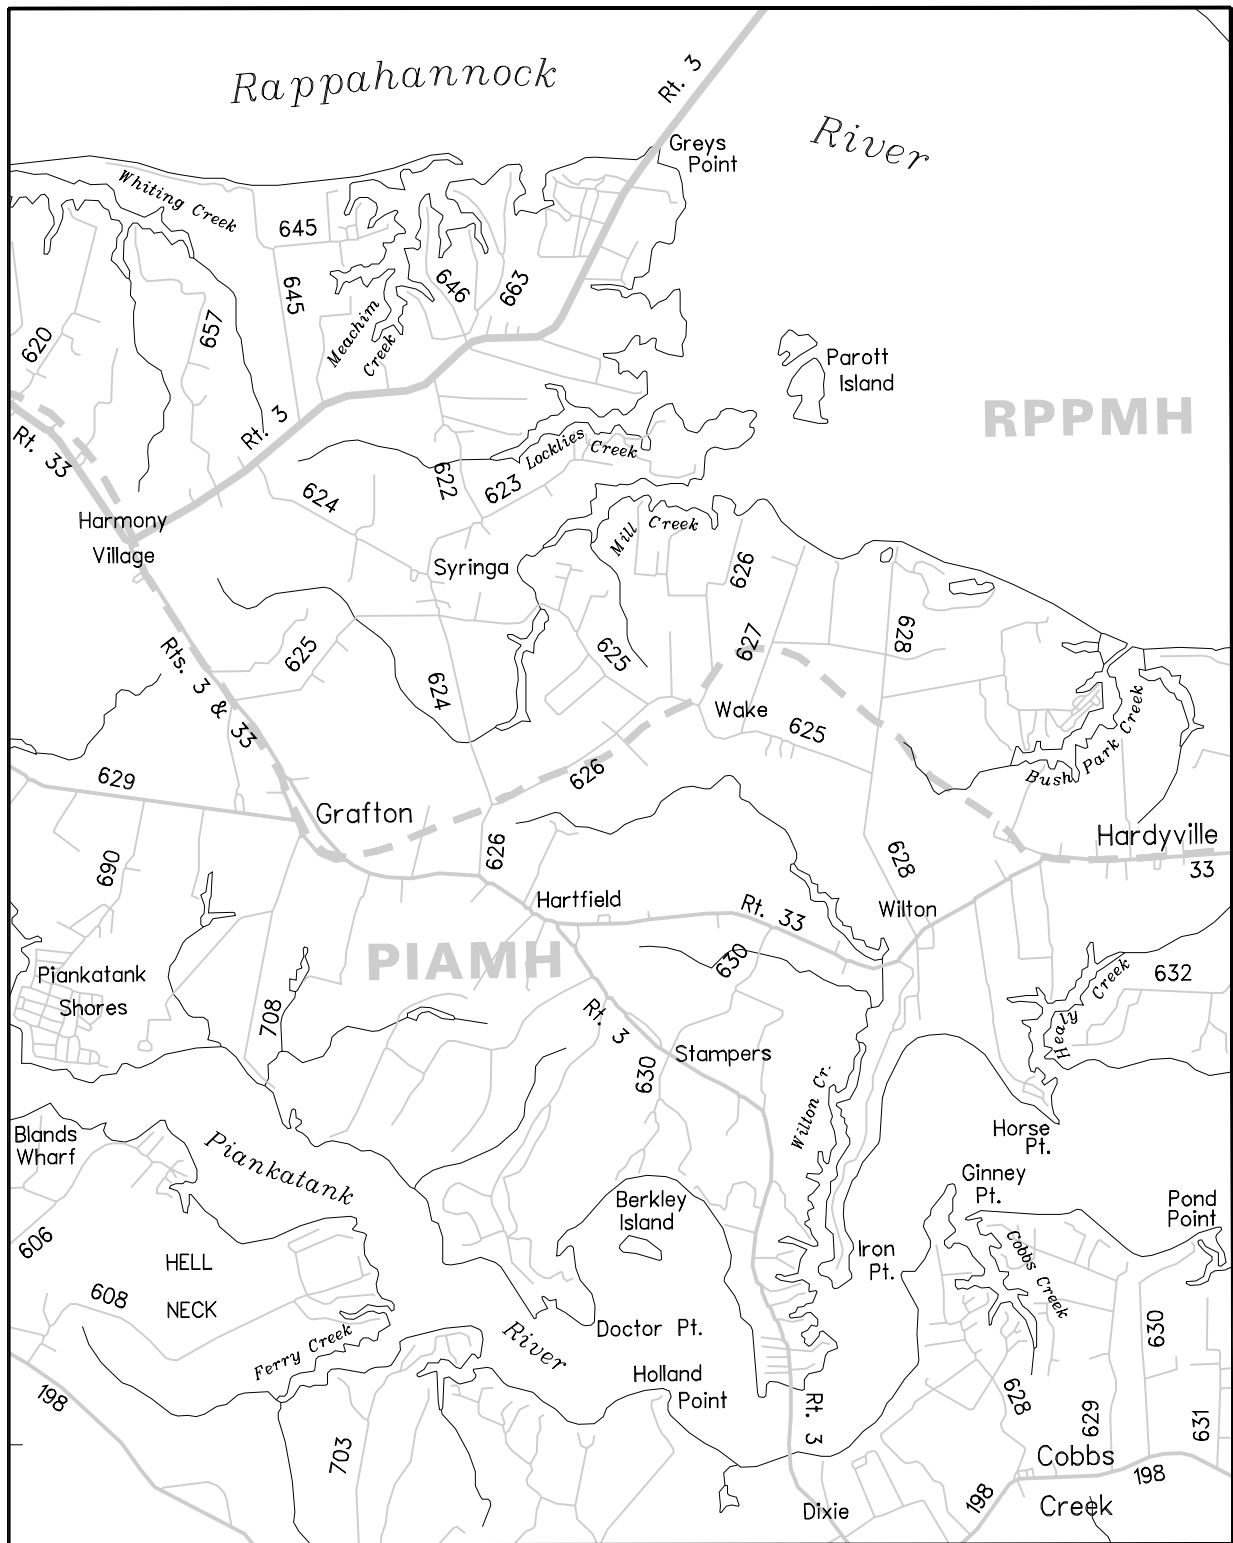 Rappahannock
Rt. 3
River
Greys
Point
Whiting Creek
645
645
646
663
Meachim
Creek
657
620
Parott
Island
RPPMH
Rt. 33
Rt. 3
Locklies
Creek
622
623
624
Harmony
Village
Mill
Creek
Syringa
626
627
628
625
625
Rts. 3 & 33
624
Wake
625
Bush
Park Creek
629
626
Grafton
Hardyville
33
690
626
628
Hartfield
Rt. 33
Wilton
PIAMH
630
Piankatank
Shores
632
Healy
Creek
708
Rt. 3
Stampers
630
Wilton Cr.
Blands
Wharf
Piankatank
Horse
Pt.
Ginney
Pt.
Berkley
Island
Pond
Point
606
HELL
NECK
Iron
Pt.
Cobbs Creek
608
Ferry Creek
River
Doctor Pt.
630
Holland
Point
198
Rt. 3
628
629
631
703
Cobbs
Creek
198
198
Dixie